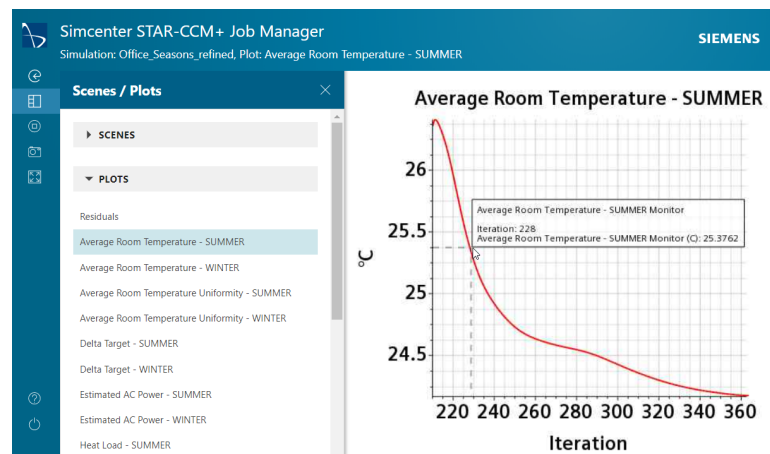 Simcenter STAR-CCM+ Job Manager
Simulation: Office_Seasons_refined, Plot: Average Room Temperature - SUMMER
SIEMENS
Scenes / Plots
SCENES
PLOTS
Residuals
Average Room Temperature - SUMMER
Average Room Temperature - WINTER
Average Room Temperature Uniformity - SUMMER
Average Room Temperature Uniformity - WINTER
Delta Target - SUMMER
Delta Target - WINTER
Estimated AC Power - SUMMER
Estimated AC Power - WINTER
Heat Load - SUMMER
Average Room Temperature - SUMMER
26
25.5
25
24.5
°C
Average Room Temperature - SUMMER Monitor
Iteration: 228
Average Room Temperature - SUMMER Monitor (C): 25.3762
220 240 260 280 300 320 340 360
Iteration